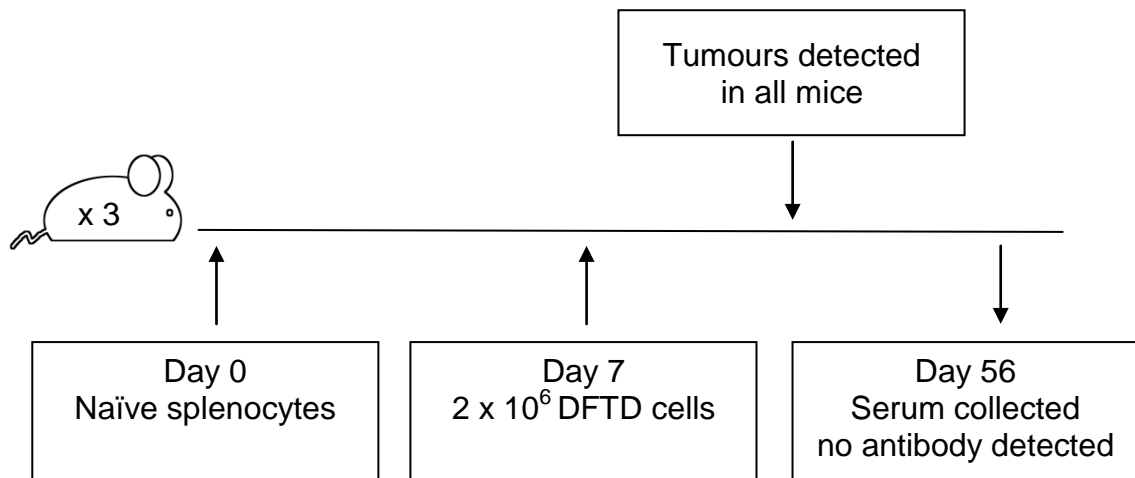 Tumours detected
in all mice
x 3
Day 0
Naïve splenocytes
Day 7
2 x 10⁶ DFTD cells
Day 56
Serum collected
no antibody detected